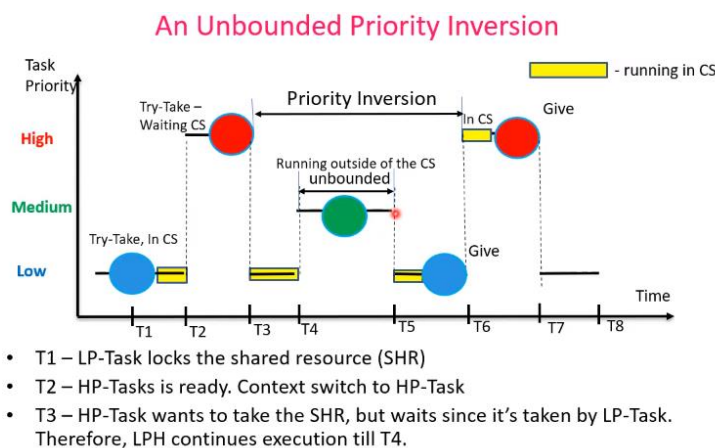 An Unbounded Priority Inversion
Task
Priority
- running in CS
Try-Take –
Waiting CS
Priority Inversion
In CS
Give
High
Running outside of the CS
unbounded
Medium
Try-Take, In CS
Give
Low
Time
T1 T2 T3 T4 T5 T6 T7 T8
• T1 – LP-Task locks the shared resource (SHR)
• T2 – HP-Tasks is ready. Context switch to HP-Task
• T3 – HP-Task wants to take the SHR, but waits since it's taken by LP-Task.
Therefore, LPH continues execution till T4.